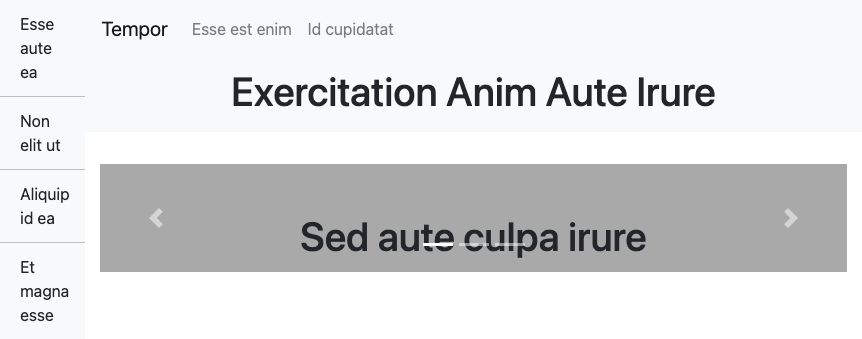 Esse
aute
ea
Non
elit ut
Aliquip
id ea
Et
magna
esse
Tempor Esse est enim Id cupidatat
Exercitation Anim Aute Irure
Sed aute culpa irure